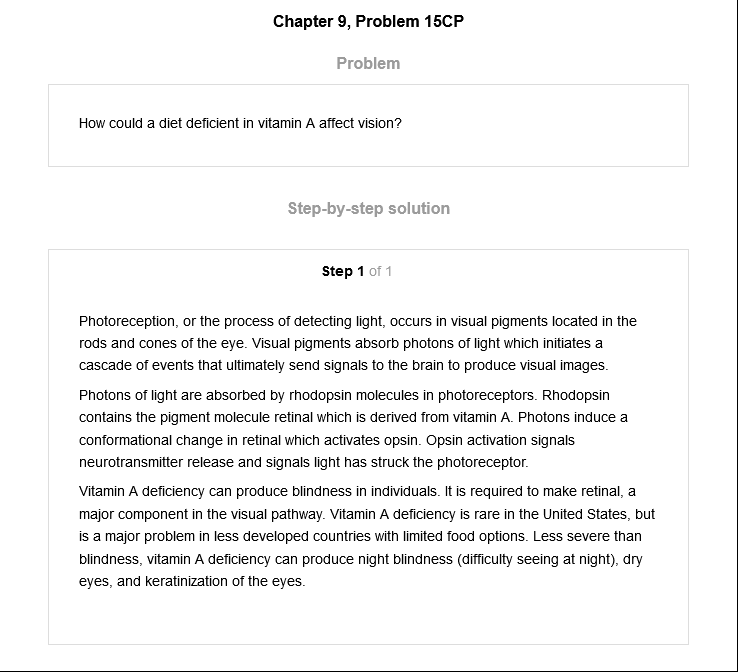 Chapter 9, Problem 15CP
Problem
How could a diet deficient in vitamin A affect vision?
Step-by-step solution
Step 1 of 1
Photoreception, or the process of detecting light, occurs in visual pigments located in the
rods and cones of the eye. Visual pigments absorb photons of light which initiates a
cascade of events that ultimately send signals to the brain to produce visual images.
Photons of light are absorbed by rhodopsin molecules in photoreceptors. Rhodopsin
contains the pigment molecule retinal which is derived from vitamin A. Photons induce a
conformational change in retinal which activates opsin. Opsin activation signals
neurotransmitter release and signals light has struck the photoreceptor.
Vitamin A deficiency can produce blindness in individuals. It is required to make retinal, a
major component in the visual pathway. Vitamin A deficiency is rare in the United States, but
is a major problem in less developed countries with limited food options. Less severe than
blindness, vitamin A deficiency can produce night blindness (difficulty seeing at night), dry
eyes, and keratinization of the eyes.